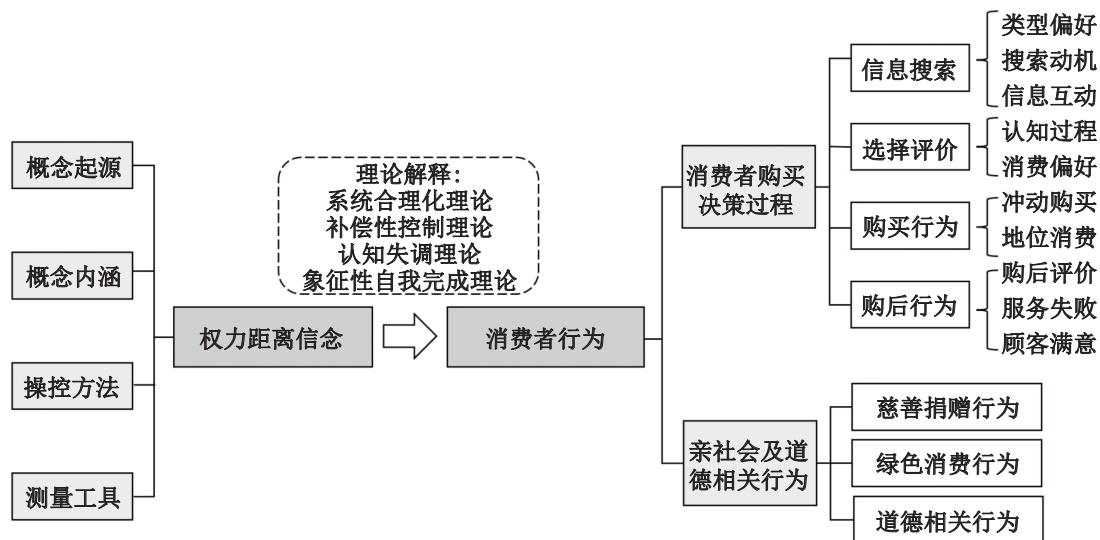 概念起源
概念内涵
操控方法
测量工具
权力距离信念
理论解释：
系统合理化理论
补偿性控制理论
认知失调理论
象征性自我完成理论
消费者行为
消费者购买
决策过程
信息搜索
类型偏好
搜索动机
信息互动
选择评价
认知过程
消费偏好
购买行为
冲动购买
地位消费
购后行为
购后评价
服务失败
顾客满意
亲社会及道
德相关行为
慈善捐赠行为
绿色消费行为
道德相关行为